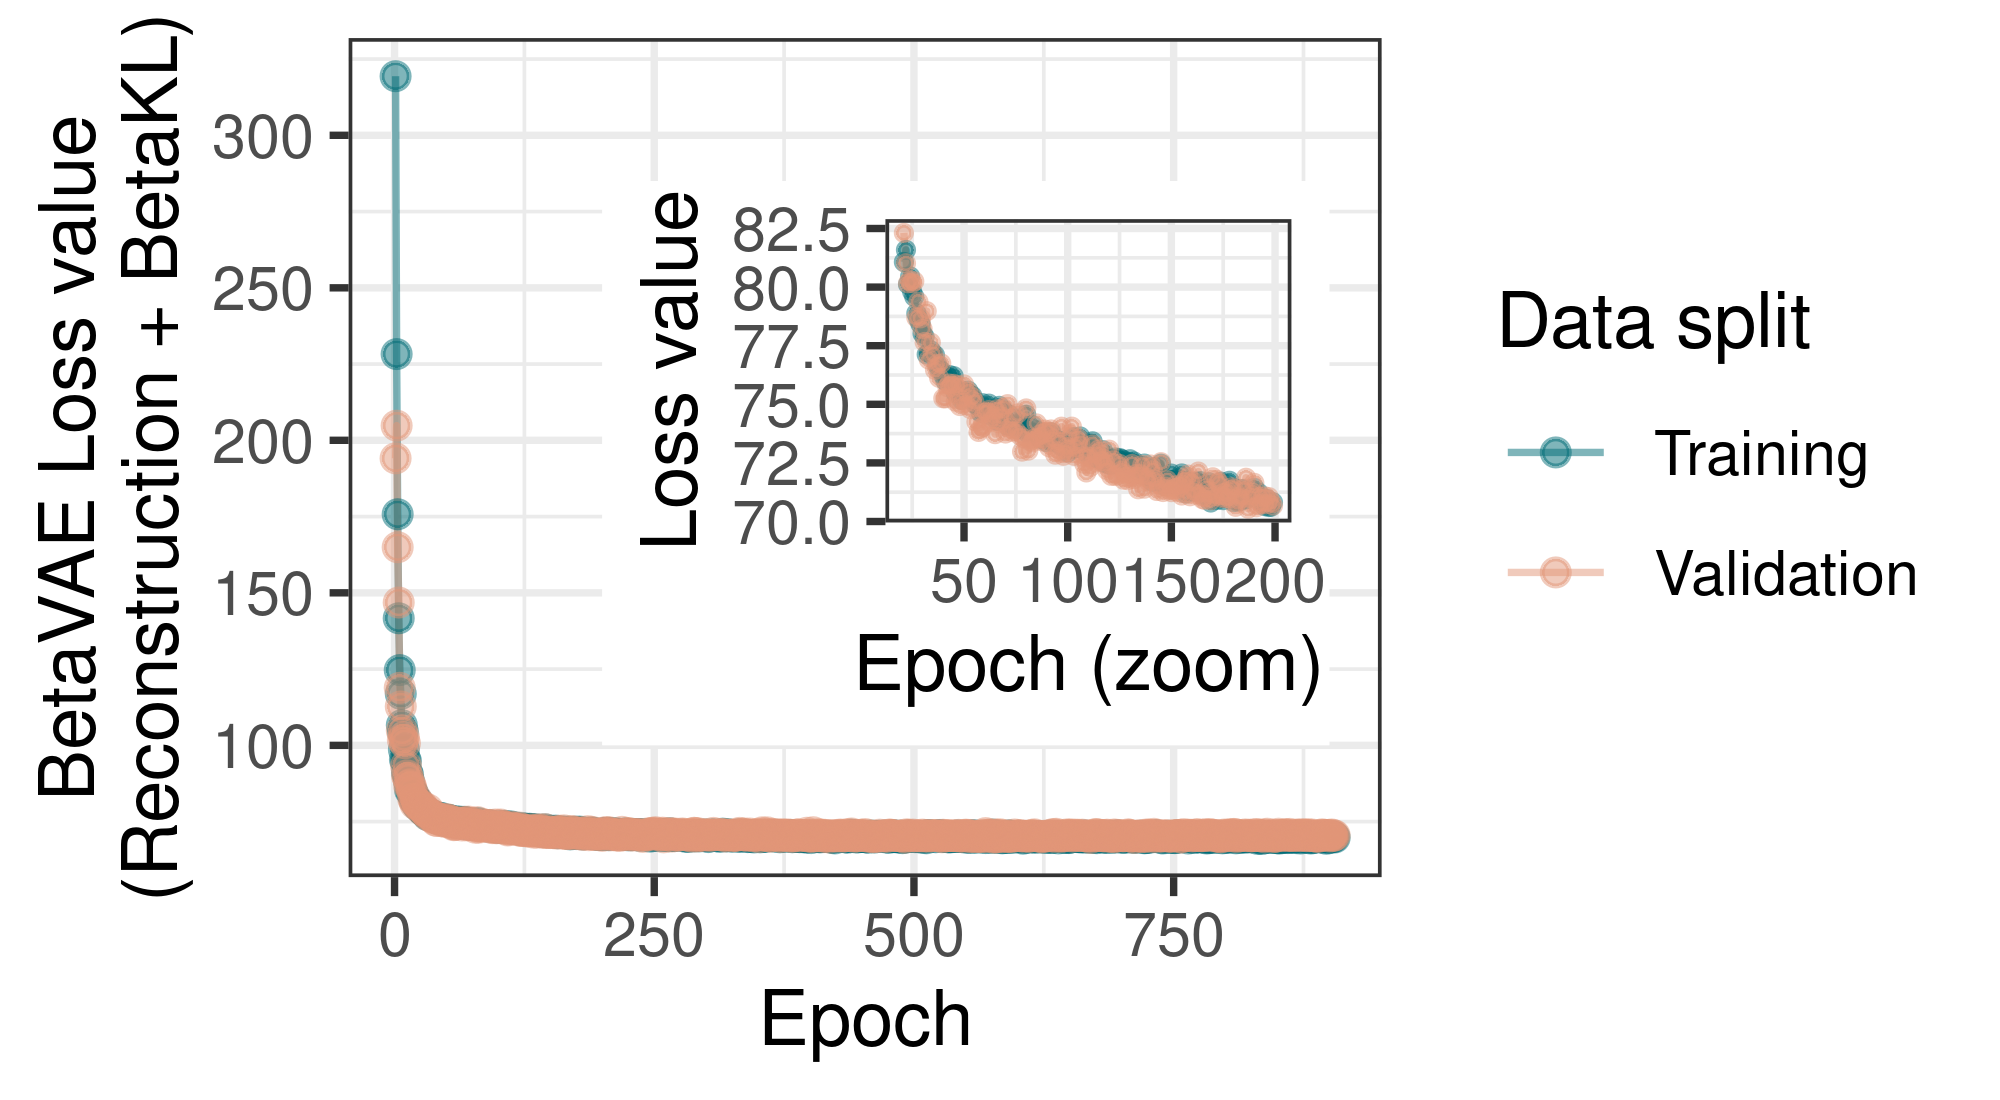 BetaVAE Loss value
(Reconstruction + BetaKL)
300
250
200
150
100
0
250
500
750
Epoch
Loss value
82.5
80.0
77.5
75.0
72.5
70.0
50
100
150
200
Epoch (zoom)
Data split
Training
Validation